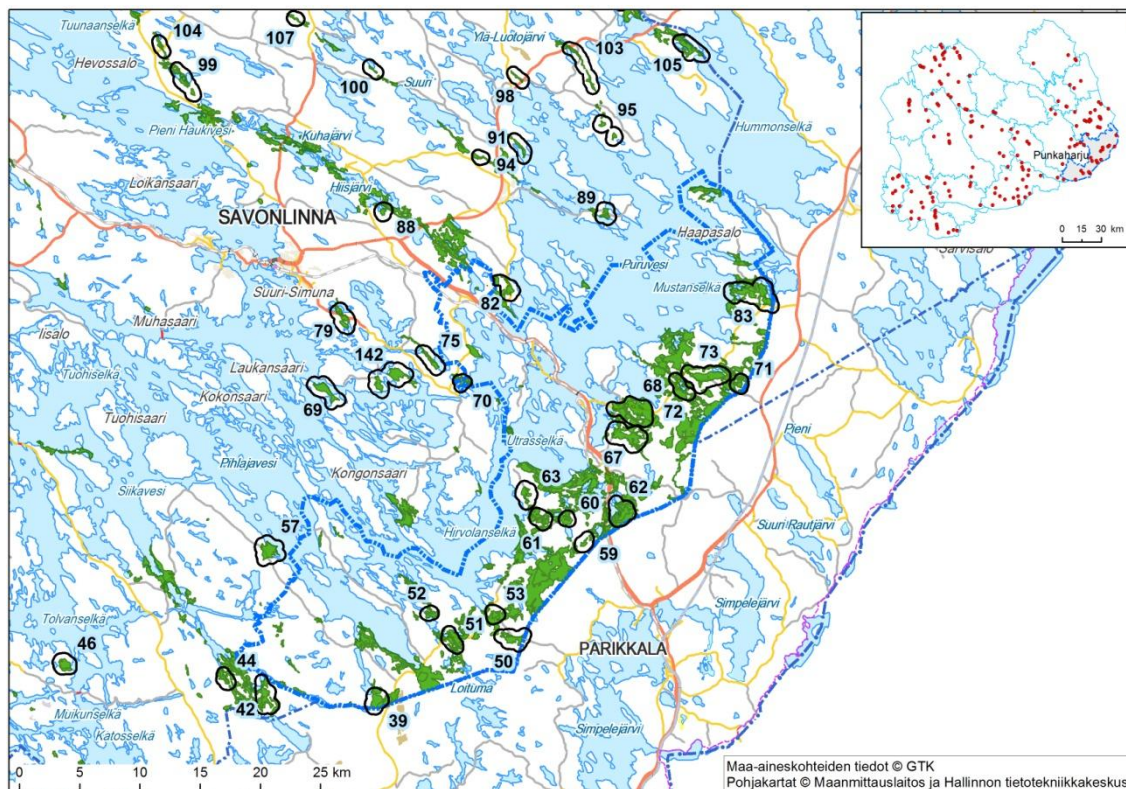 Tuunaanselkä
104
107
Hevossalo
99
Ylä-Luotojärvi
103
105
100
Suuri
98
95
Pieni Haukivesi
Kuhajärvi
91
94
Hummonselkä
Loikansaari
Hiisjärvi
89
SAVONLINNA
88
Haapasalo
Puruvesi
Suuri-Simuna
82
Mustanselkä
83
Muhasaari
79
75
Iisalo
142
73
71
Laukansaari
68
Tuohiselkä
Kokonsaari
69
70
72
Tuohisaari
Utrasselkä
67
Pieni
Pihlajavesi
Kongonsaari
63
62
Siikavesi
60
57
Hirvolanselkä
61
59
Suuri Rautjärvi
52
53
Simpelejärvi
Tolvanselkä
51
46
50
PARIKKALA
44
Loituma
Muikunselkä
42
39
Katosselkä
Simpelejärvi
0 5 10 15 20 25 km
Punkaharju
0 15 30 km
Särvisalo
Maa-aineskohteiden tiedot © GTK
Pohjakartat © Maanmittauslaitos ja Hallinnon tietotekniikkakeskus